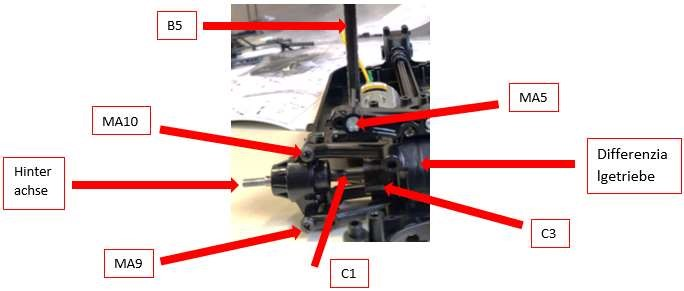 B5
MA5
MA10
Hinter
achse
Differenzia
lgetriebe
C3
MA9
C1